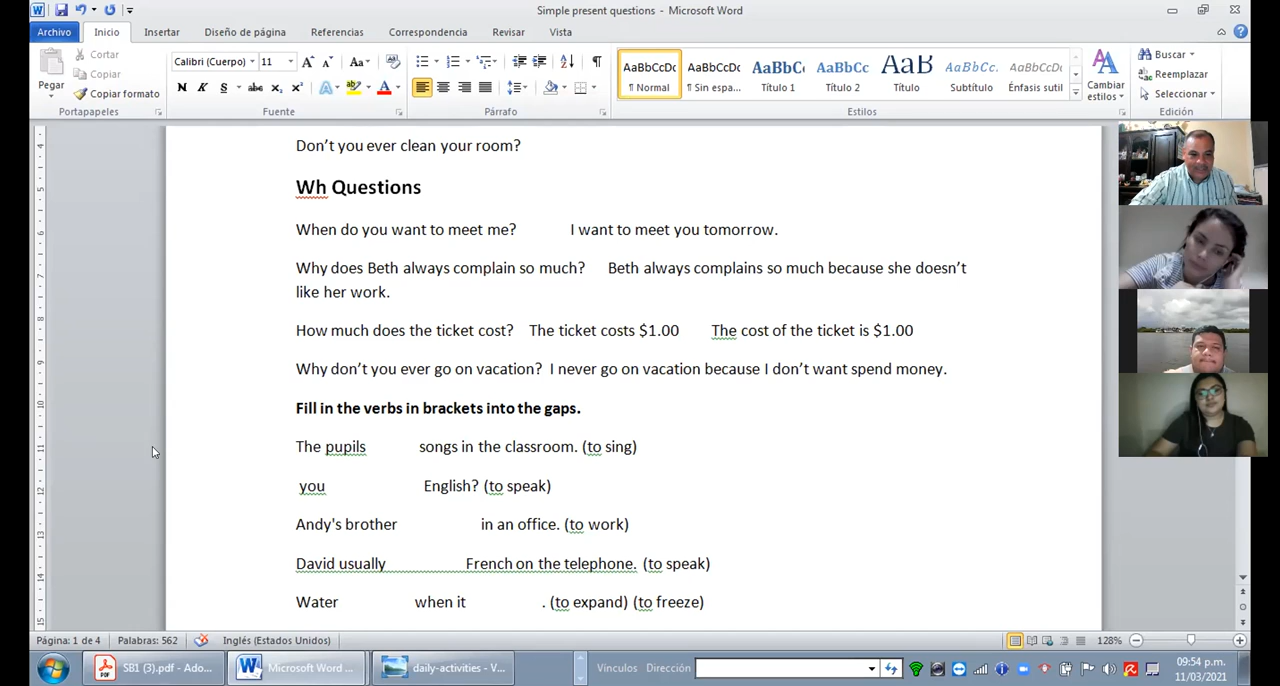 Simple present questions - Microsoft Word
Archivo Inicio Insertar Diseño de página Referencias Correspondencia Revisar Vista
Cortar
Copiar
Copiar formato
Pegar
Calibri (Cuerpo) 11
N K S abc x₂ x²
AaBbCcDc AaBbCcDc AaBbC AaBbCc AaB AaBbCc. AaBbCcDc
¶ Normal ¶ Sin espa... Título 1 Título 2 Título Subtítulo Énfasis sutil
Cambiar estilos
Buscar
Reemplazar
Seleccionar
Portapapeles Fuente Párrafo Estilos Edición
Don’t you ever clean your room?
Wh Questions
When do you want to meet me? I want to meet you tomorrow.
Why does Beth always complain so much? Beth always complains so much because she doesn’t
like her work.
How much does the ticket cost? The ticket costs $1.00 The cost of the ticket is $1.00
Why don’t you ever go on vacation? I never go on vacation because I don’t want spend money.
Fill in the verbs in brackets into the gaps.
The pupils songs in the classroom. (to sing)
you English? (to speak)
Andy's brother in an office. (to work)
David usually French on the telephone. (to speak)
Water when it . (to expand) (to freeze)
Página: 1 de 4 Palabras: 562 Inglés (Estados Unidos) 128%
SB1 (3).pdf - Ado... Microsoft Word ... daily-activities - V... Vínculos Dirección 09:54 p.m.
11/03/2021